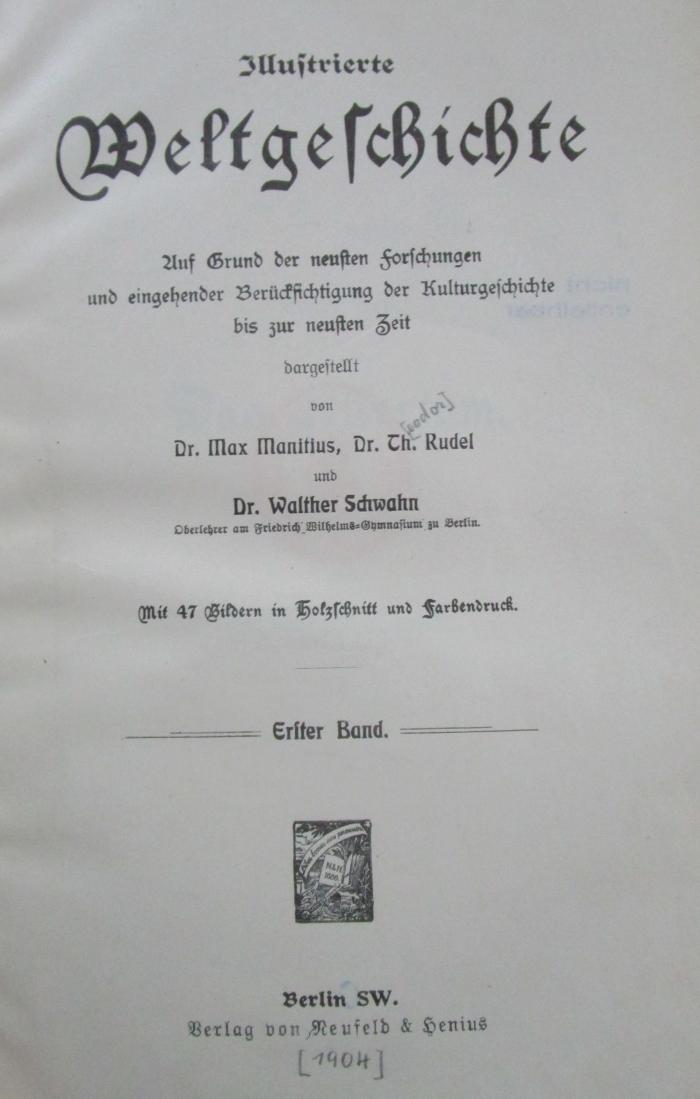 Illustrierte
Weltgeschichte
Auf Grund der neusten Forschungen
und eingehender Berücksichtigung der Kulturgeschichte
bis zur neusten Zeit
dargestellt
von
[eodor]
Dr. Max Manitius, Dr. Th. Rudel
und
Dr. Walther Schwahn
Oberlehrer am Friedrich Wilhelms-Gymnasium zu Berlin.
Mit 47 Bildern in Holzschnitt und Farbendruck.
Erster Band.
N&H
Berlin SW.
Verlag von Neufeld & Henius
[1904]